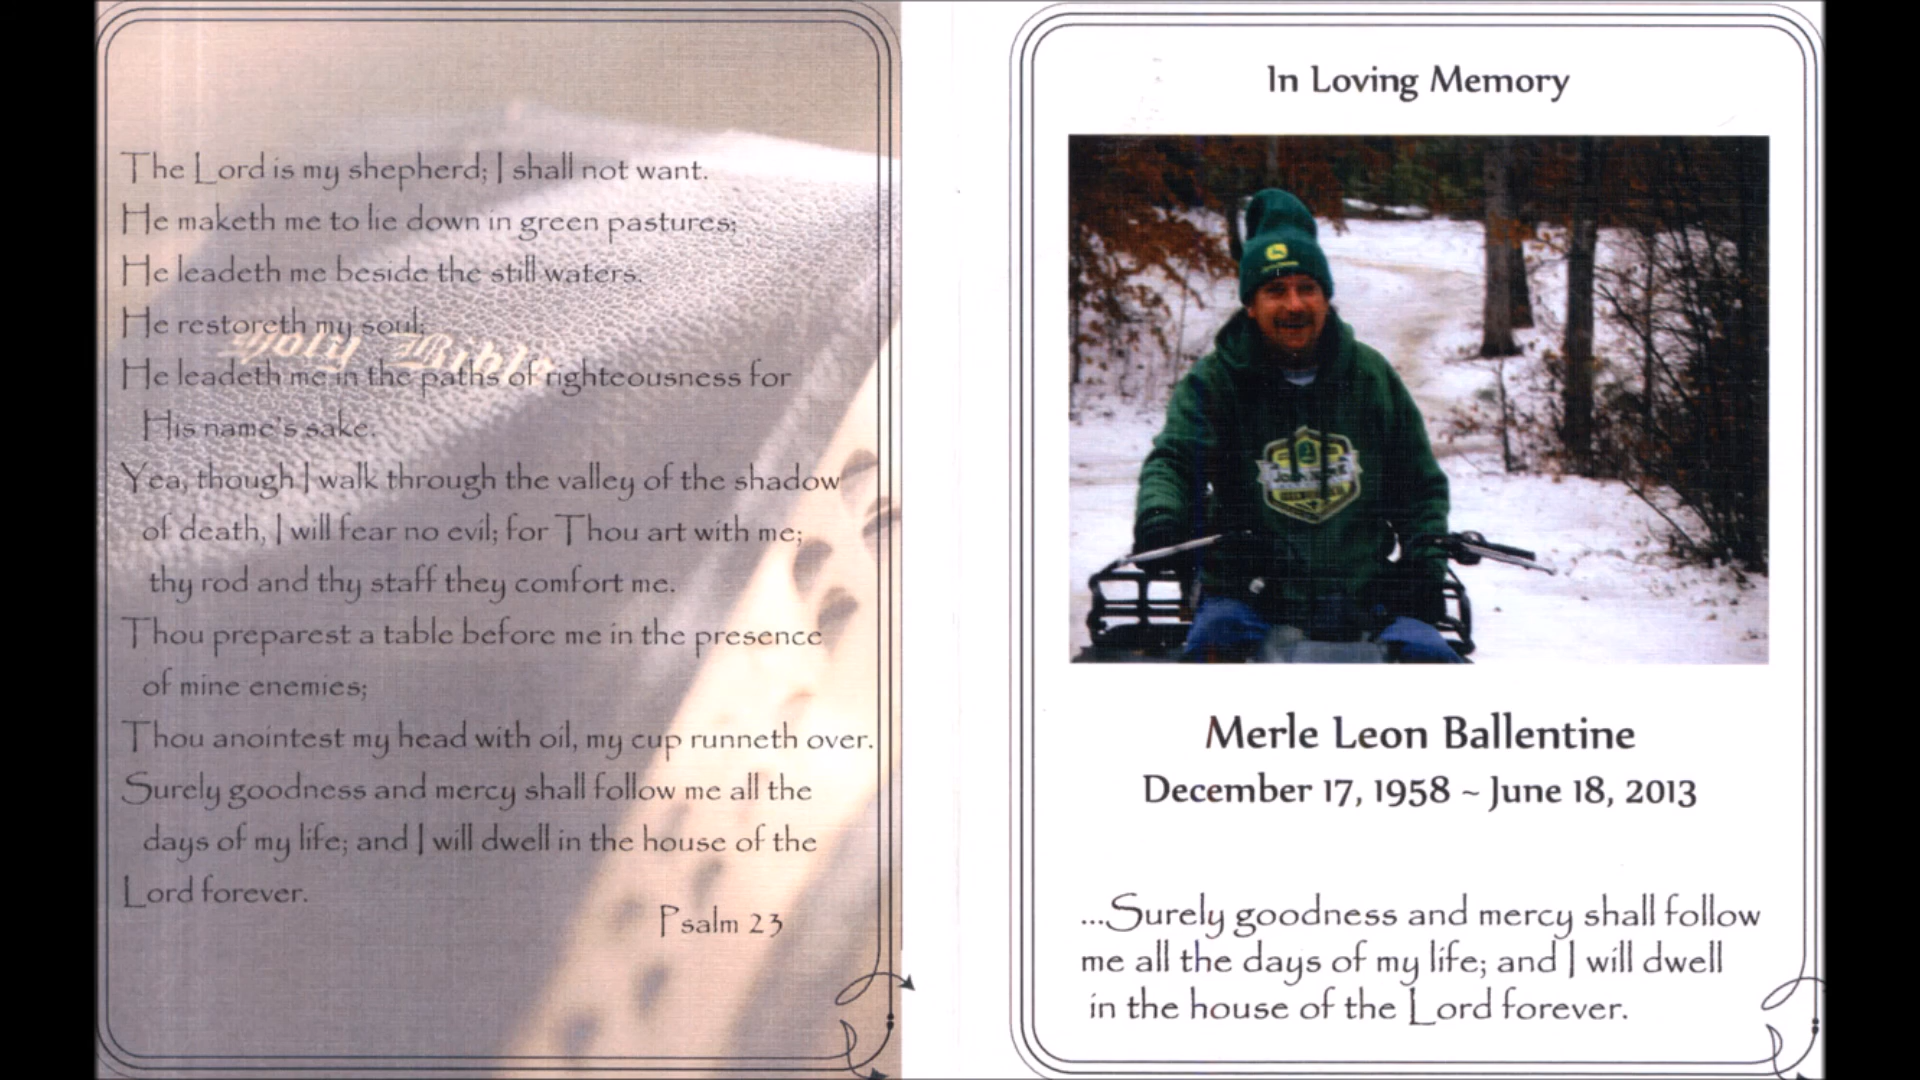 The Lord is my shepherd; I shall not want.
He maketh me to lie down in green pastures;
He leadeth me beside the still waters.
He restoreth my soul;
He leadeth me in the paths of righteousness for
His name's sake.
Yea, though I walk through the valley of the shadow
of death, I will fear no evil; for Thou art with me;
thy rod and thy staff they comfort me.
Thou preparest a table before me in the presence
of mine enemies;
Thou anointest my head with oil, my cup runneth over.
Surely goodness and mercy shall follow me all the
days of my life; and I will dwell in the house of the
Lord forever.
Psalm 23
Holy Bible
In Loving Memory
Merle Leon Ballentine
December 17, 1958 ~ June 18, 2013
....Surely goodness and mercy shall follow
me all the days of my life; and I will dwell
in the house of the Lord forever.